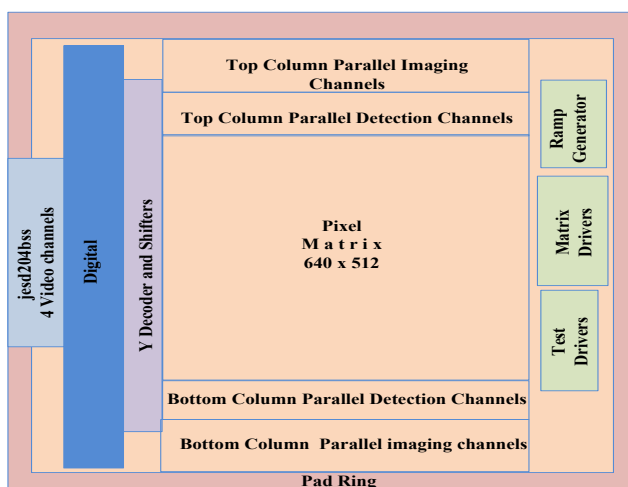 Top Column Parallel Imaging
Channels
Top Column Parallel Detection Channels
Pixel
M a t r i x
640 x 512
Bottom Column Parallel Detection Channels
Bottom Column Parallel imaging channels
Pad Ring
jesd204bss
4 Video channels
Digital
Y Decoder and Shifters
Ramp
Generator
Matrix
Drivers
Test
Drivers